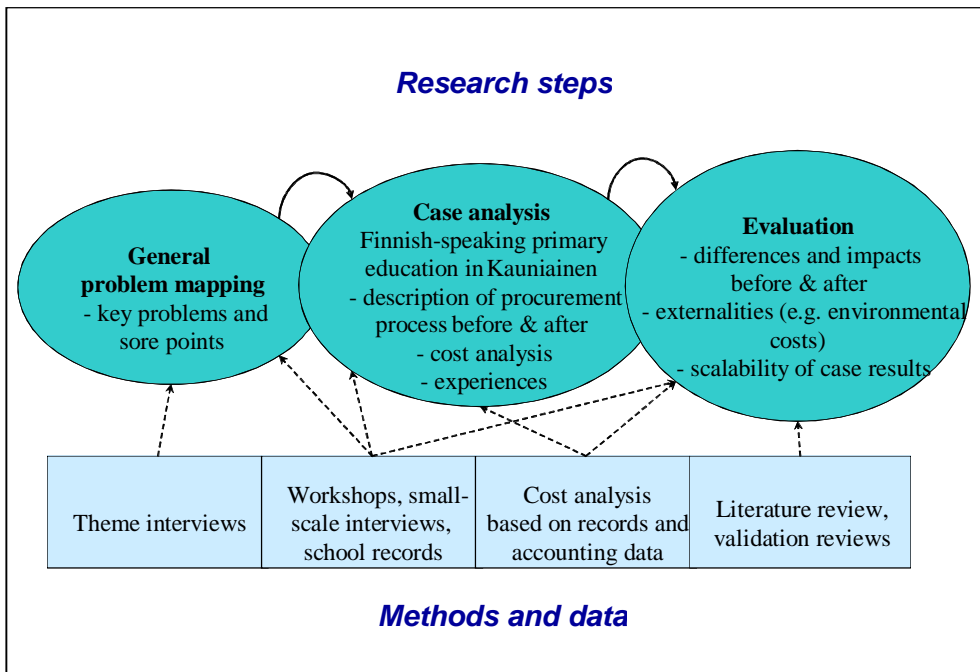 Research steps
General
problem mapping
- key problems and
sore points
Case analysis
Finnish-speaking primary
education in Kauniainen
- description of procurement
process before & after
- cost analysis
- experiences
Evaluation
- differences and impacts
before & after
- externalities (e.g. environmental
costs)
- scalability of case results
Theme interviews
Workshops, small-
scale interviews,
school records
Cost analysis
based on records and
accounting data
Literature review,
validation reviews
Methods and data